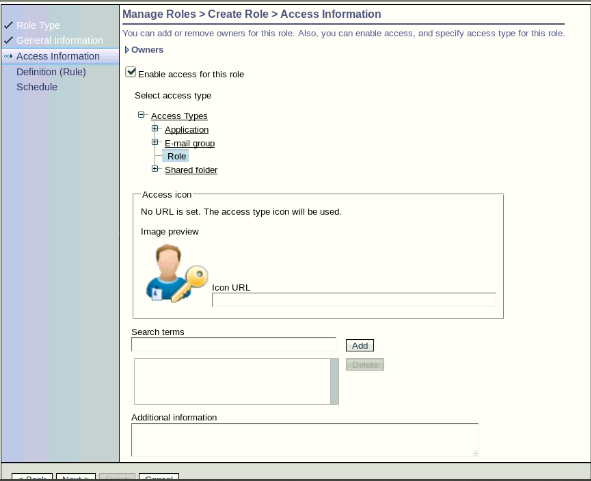 Manage Roles > Create Role > Access Information
Role Type
General Information
Access Information
Definition (Rule)
Schedule
You can add or remove owners for this role. Also, you can enable access, and specify access type for this role.
Owners
Enable access for this role
Select access type
Access Types
Application
E-mail group
Role
Shared folder
Access icon
No URL is set. The access type icon will be used.
Image preview
Icon URL
Search terms
Add
Delete
Additional information
< Back Next > Finish Cancel